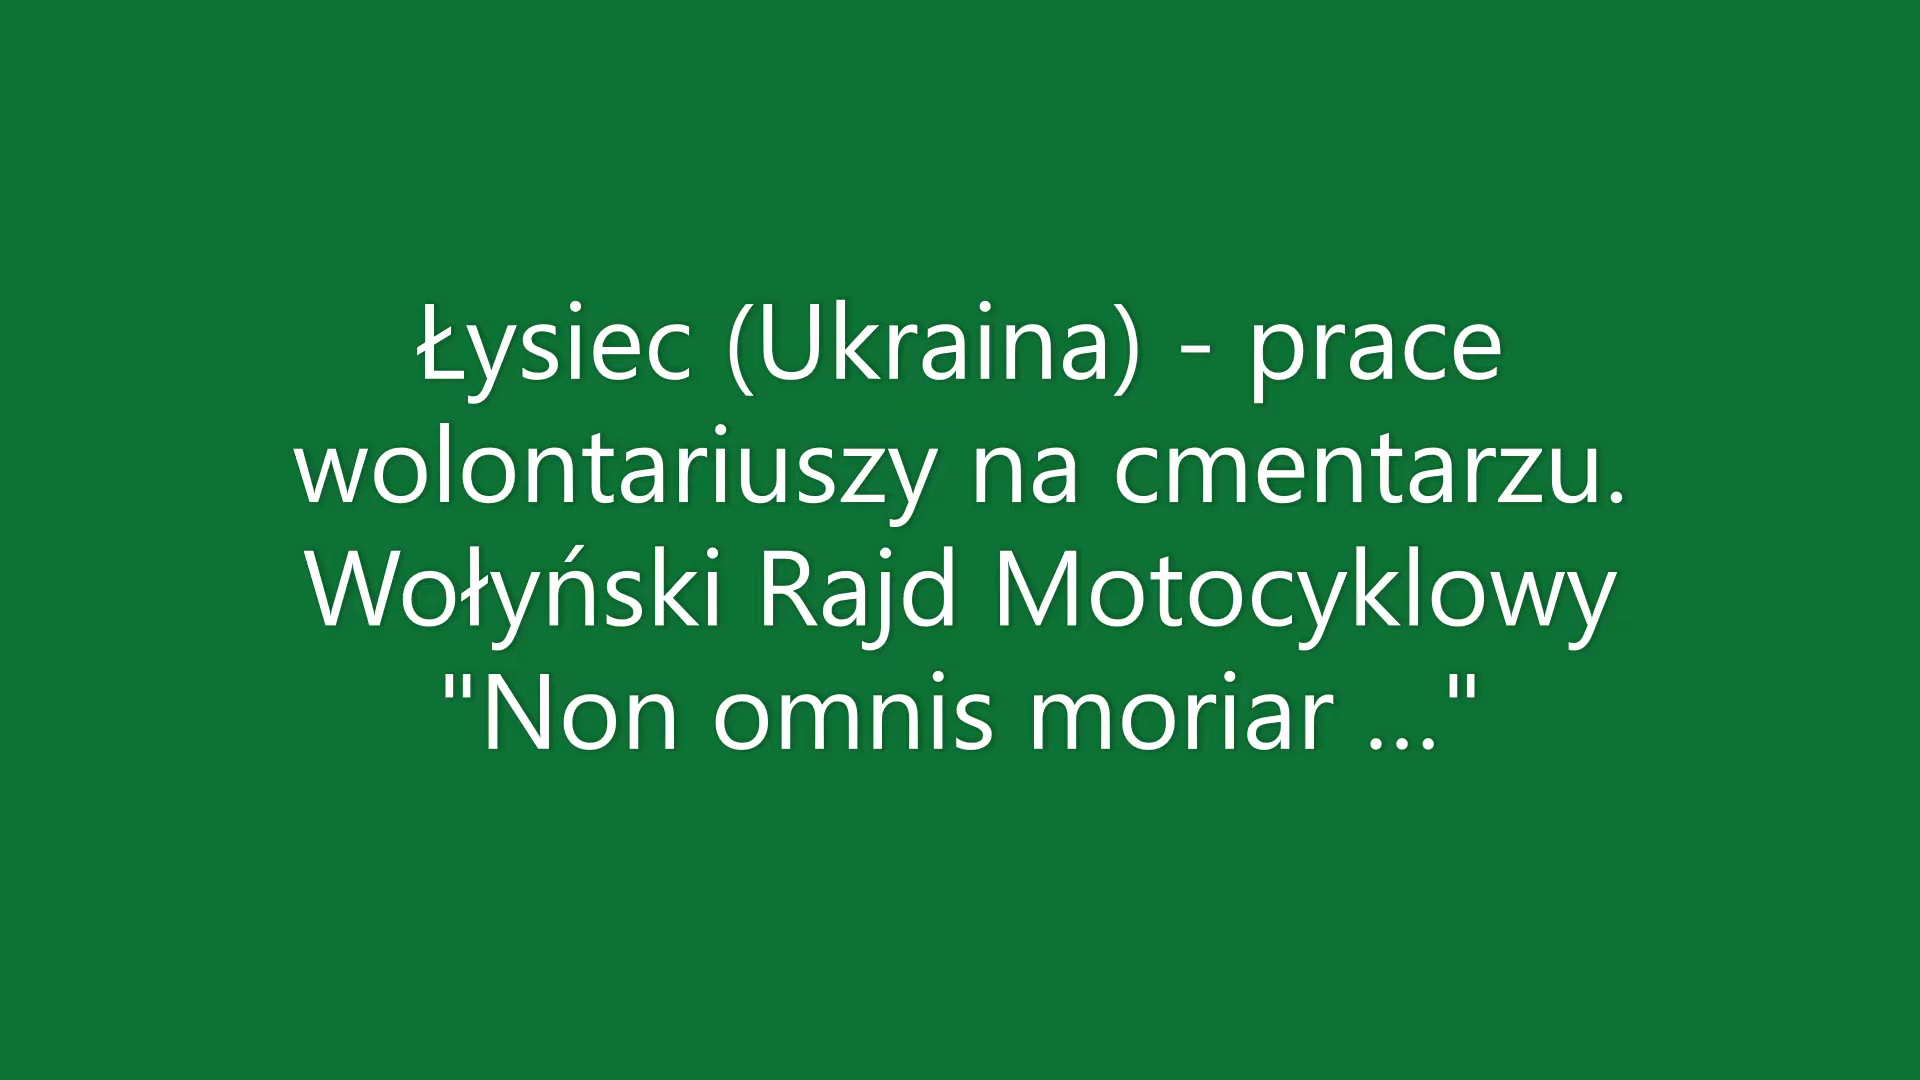 Łysiec (Ukraina) - prace
wolontariuszy na cmentarzu.
Wołyński Rajd Motocyklowy
"Non omnis moriar ..."